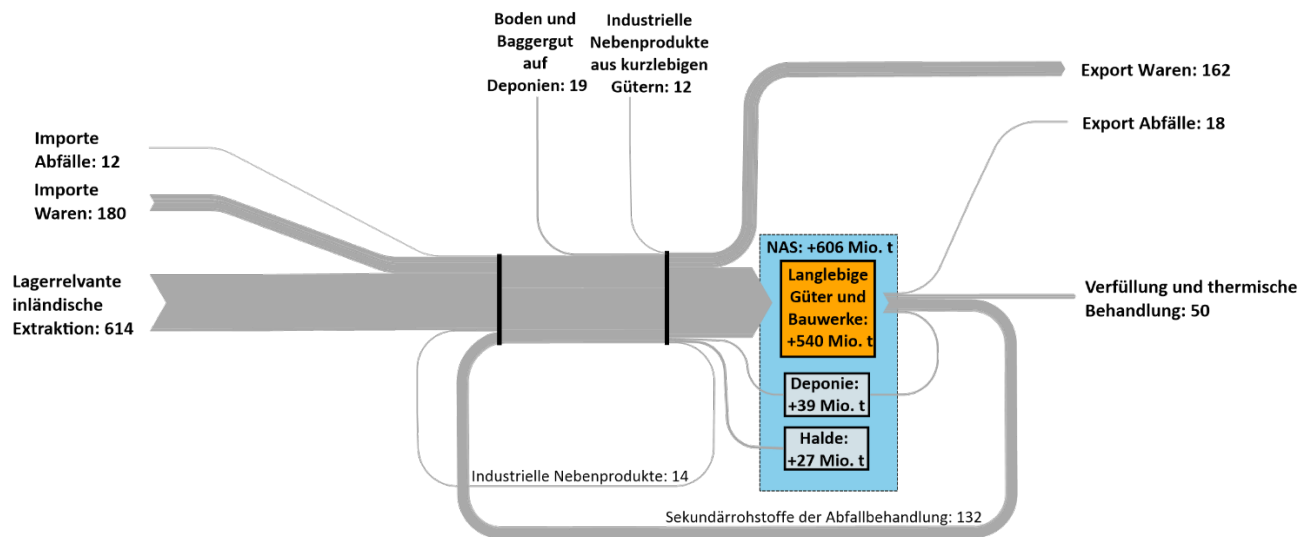 Boden und
Baggergut
auf
Deponien: 19
Industrielle
Nebenprodukte
aus kurzlebigen
Gütern: 12
Export Waren: 162
Export Abfälle: 18
Importe
Abfälle: 12
Importe
Waren: 180
Lagerrelvante
inländische
Extraktion: 614
NAS: +606 Mio. t
Langlebige
Güter und
Bauwerke:
+540 Mio. t
Verfüllung und thermische
Behandlung: 50
Deponie:
+39 Mio. t
Halde:
+27 Mio. t
Industrielle Nebenprodukte: 14
Sekundärrohstoffe der Abfallbehandlung: 132